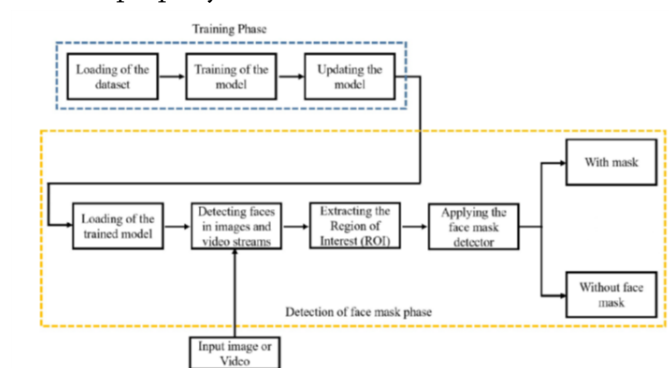 Training Phase
Loading of the
dataset
Training of the
model
Updating the
model
With mask
Loading of the
trained model
Detecting faces
in images and
video streams
Extracting the
Region of
Interest (ROI)
Applying the
face mask
detector
Without face
mask
Detection of face mask phase
Input image or
Video